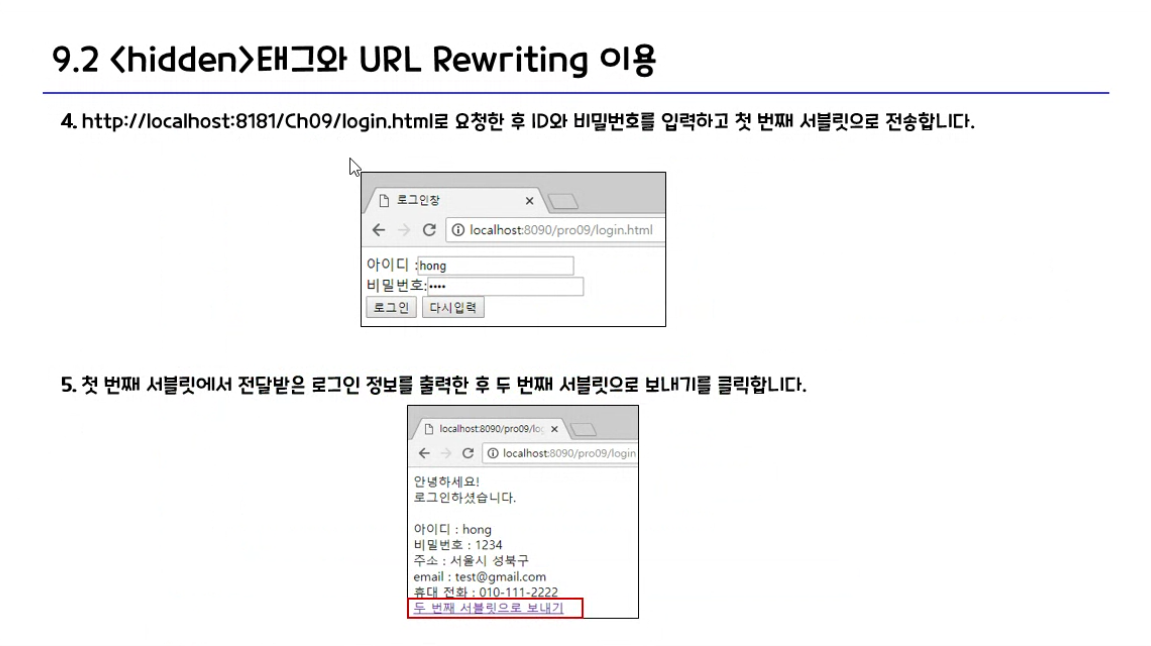 9.2 <hidden>태그와 URL Rewriting 이용
4. http://localhost:8181/Ch09/login.html로 요청한 후 ID와 비밀번호를 입력하고 첫 번째 서블릿으로 전송합니다.
로그인창
localhost:8090/pro09/login.html
아이디 :hong
비밀번호:••••
로그인 다시입력
5. 첫 번째 서블릿에서 전달받은 로그인 정보를 출력한 후 두 번째 서블릿으로 보내기를 클릭합니다.
localhost:8090/pro09/lo
localhost:8090/pro09/login
안녕하세요!
로그인하셨습니다.
아이디 : hong
비밀번호 : 1234
주소 : 서울시 성북구
email : test@gmail.com
휴대 전화 : 010-111-2222
두 번째 서블릿으로 보내기